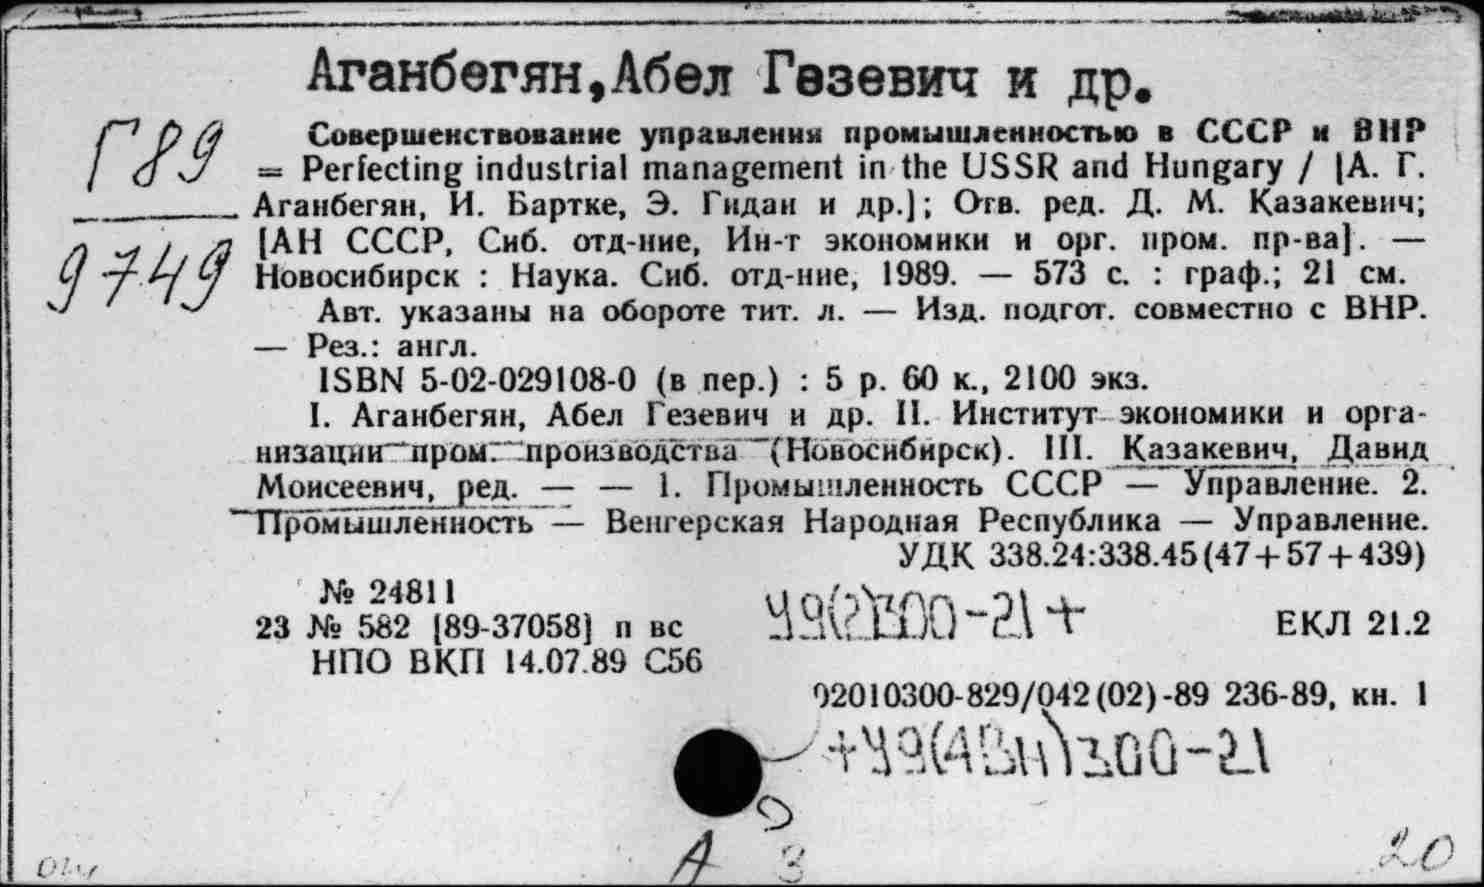 Аганбегян, Абел Гезевич и др.
Г89
9749
Совершенствование управления промышленностью в СССР и ВНР
= Perfecting industrial management in the USSR and Hungary / [А. Г.
Аганбегян, И. Бартке, Э. Гидаи и др.]; Отв. ред. Д. М. Казакевич;
[АН СССР, Сиб. отд-ние, Ин-т экономики и орг. пром. пр-ва]. —
Новосибирск : Наука. Сиб. отд-ние, 1989. — 573 с. : граф.; 21 см.
Авт. указаны на обороте тит. л. — Изд. подгот. совместно с ВНР.
— Рез.: англ.
ISBN 5-02-029108-0 (в пер.) : 5 р. 60 к., 2100 экз.
I. Аганбегян, Абел Гезевич и др. II. Институт экономики и орга-
низации пром. производства (Новосибирск). III. Казакевич, Давид
Моисеевич, ред. — — 1. Промышленность СССР — Управление. 2.
Промышленность — Венгерская Народная Республика — Управление.
УДК 338.24:338.45(47+57+439)
№ 24811
У9(2)300-21+
23 № 582 [89-37058] п вс
ЕКЛ 21.2
НПО ВКП 14.07.89 С56
02010300-829/042(02)-89 236-89, кн. 1
+У9(4ВН)300-21
А 3
20